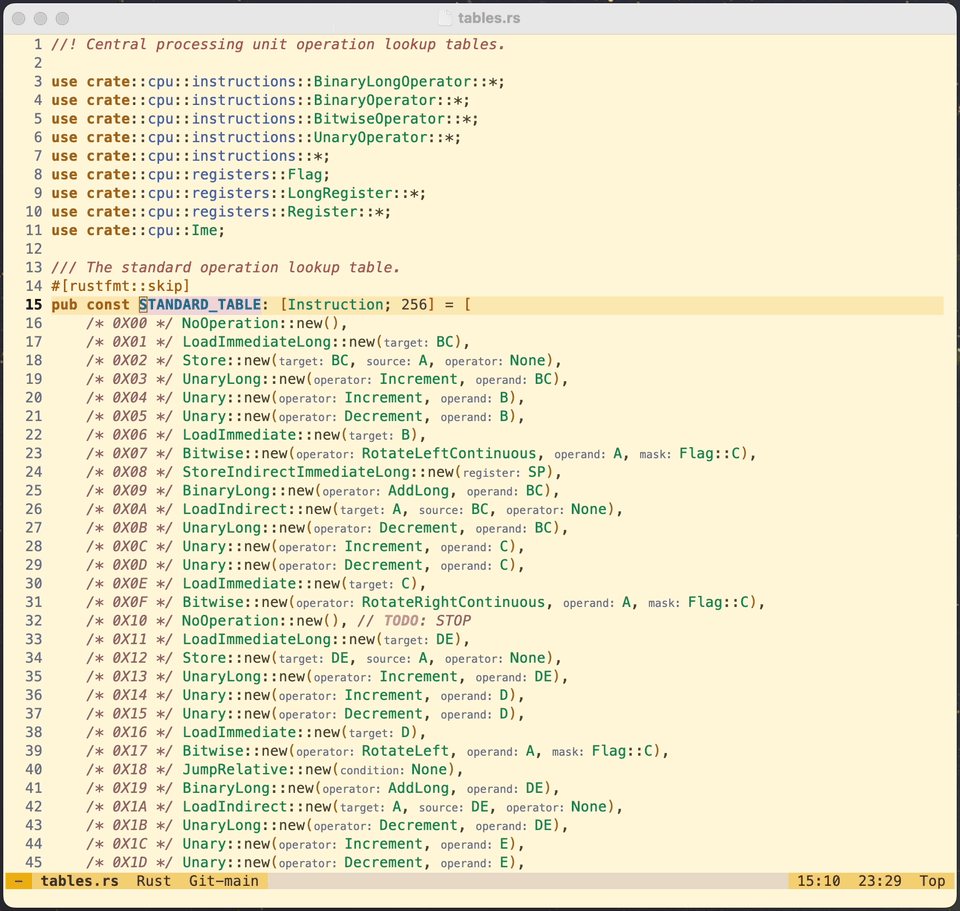 tables.rs
1 //! Central processing unit operation lookup tables.
2
3 use crate::cpu::instructions::BinaryLongOperator::*;
4 use crate::cpu::instructions::BinaryOperator::*;
5 use crate::cpu::instructions::BitwiseOperator::*;
6 use crate::cpu::instructions::UnaryOperator::*;
7 use crate::cpu::instructions::*;
8 use crate::cpu::registers::Flag;
9 use crate::cpu::registers::LongRegister::*;
10 use crate::cpu::registers::Register::*;
11 use crate::cpu::Ime;
12
13 /// The standard operation lookup table.
14 #[rustfmt::skip]
15 pub const STANDARD_TABLE: [Instruction; 256] = [
16 /* 0X00 */ NoOperation::new(),
17 /* 0X01 */ LoadImmediateLong::new(target: BC),
18 /* 0X02 */ Store::new(target: BC, source: A, operator: None),
19 /* 0X03 */ UnaryLong::new(operator: Increment, operand: BC),
20 /* 0X04 */ Unary::new(operator: Increment, operand: B),
21 /* 0X05 */ Unary::new(operator: Decrement, operand: B),
22 /* 0X06 */ LoadImmediate::new(target: B),
23 /* 0X07 */ Bitwise::new(operator: RotateLeftContinuous, operand: A, mask: Flag::C),
24 /* 0X08 */ StoreIndirectImmediateLong::new(register: SP),
25 /* 0X09 */ BinaryLong::new(operator: AddLong, operand: BC),
26 /* 0X0A */ LoadIndirect::new(target: A, source: BC, operator: None),
27 /* 0X0B */ UnaryLong::new(operator: Decrement, operand: BC),
28 /* 0X0C */ Unary::new(operator: Increment, operand: C),
29 /* 0X0D */ Unary::new(operator: Decrement, operand: C),
30 /* 0X0E */ LoadImmediate::new(target: C),
31 /* 0X0F */ Bitwise::new(operator: RotateRightContinuous, operand: A, mask: Flag::C),
32 /* 0X10 */ NoOperation::new(), // TODO: STOP
33 /* 0X11 */ LoadImmediateLong::new(target: DE),
34 /* 0X12 */ Store::new(target: DE, source: A, operator: None),
35 /* 0X13 */ UnaryLong::new(operator: Increment, operand: DE),
36 /* 0X14 */ Unary::new(operator: Increment, operand: D),
37 /* 0X15 */ Unary::new(operator: Decrement, operand: D),
38 /* 0X16 */ LoadImmediate::new(target: D),
39 /* 0X17 */ Bitwise::new(operator: RotateLeft, operand: A, mask: Flag::C),
40 /* 0X18 */ JumpRelative::new(condition: None),
41 /* 0X19 */ BinaryLong::new(operator: AddLong, operand: DE),
42 /* 0X1A */ LoadIndirect::new(target: A, source: DE, operator: None),
43 /* 0X1B */ UnaryLong::new(operator: Decrement, operand: DE),
44 /* 0X1C */ Unary::new(operator: Increment, operand: E),
45 /* 0X1D */ Unary::new(operator: Decrement, operand: E),
- tables.rs Rust Git-main 15:10 23:29 Top